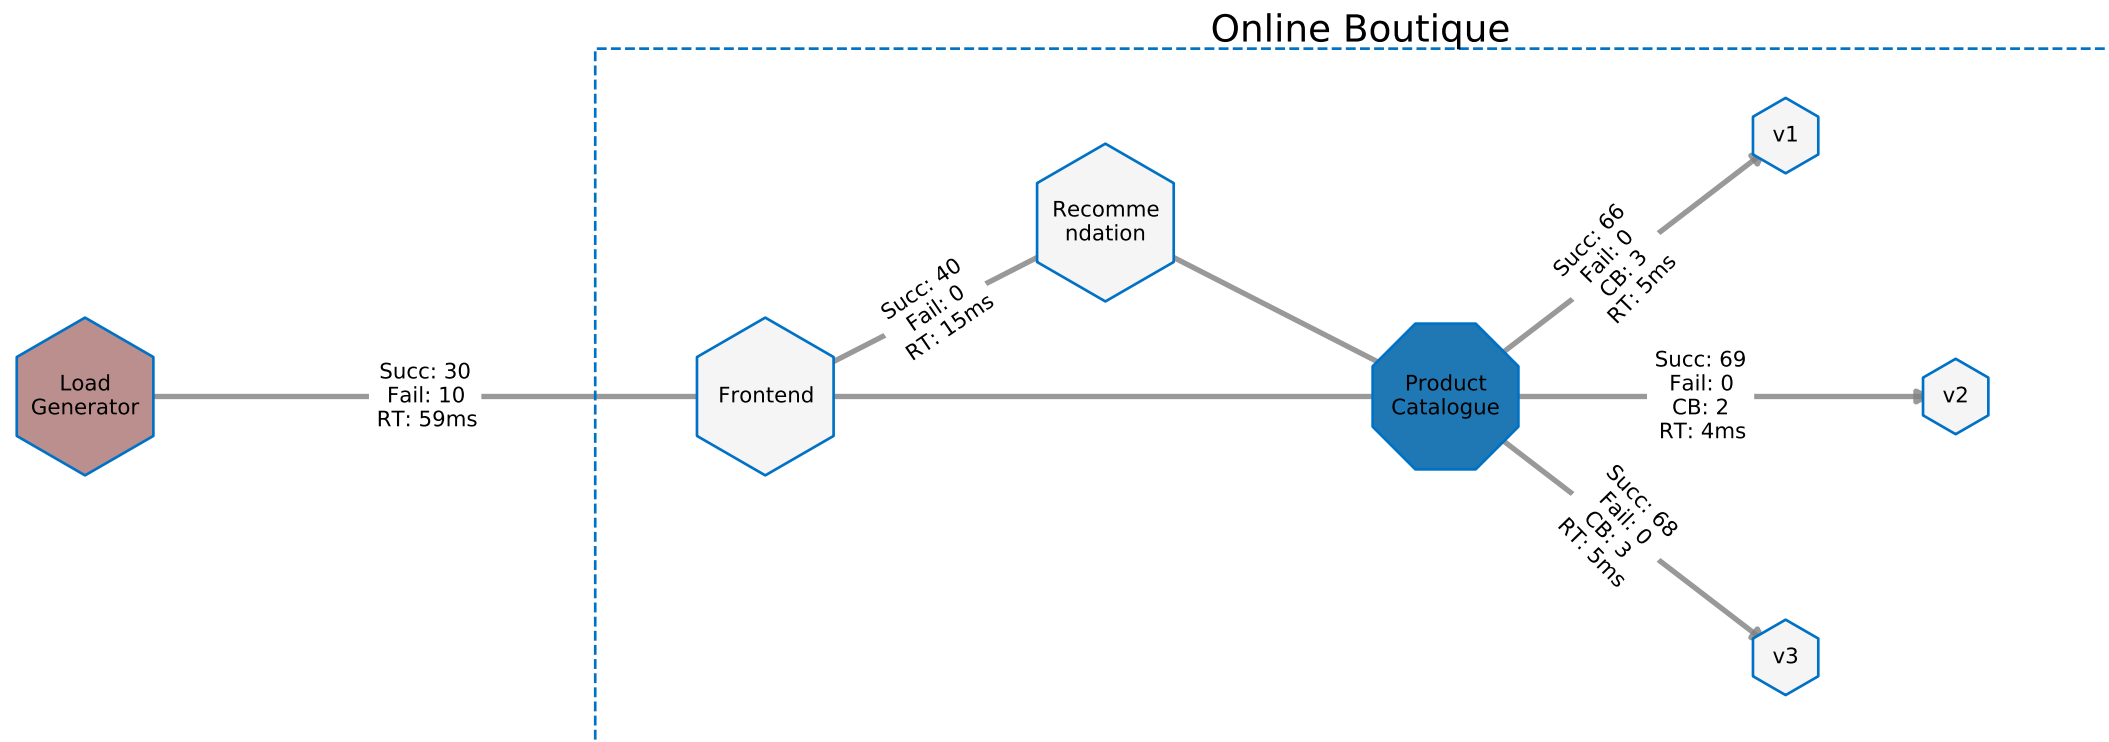 Online Boutique
Load
Generator
Succ: 30
Fail: 10
RT: 59ms
Frontend
Succ: 40
Fail: 0
RT: 15ms
Recomme
ndation
Product
Catalogue
Succ: 66
Fail: 0
CB: 3
RT: 5ms
v1
Succ: 69
Fail: 0
CB: 2
RT: 4ms
v2
Succ: 68
Fail: 0
CB: 3
RT: 5ms
v3